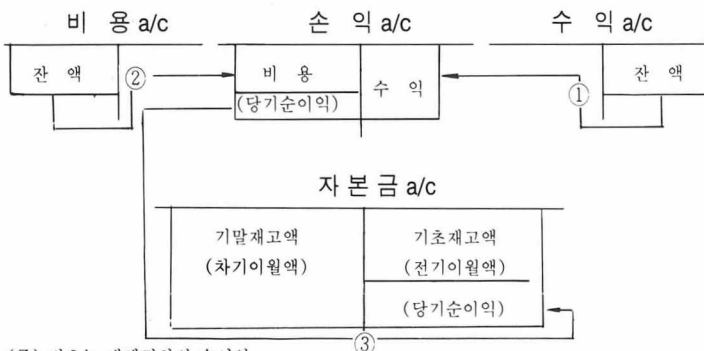 비 용 a/c 손 익 a/c 수 익 a/c
잔 액 ② 비 용 수 익 ① 잔 액
(당기순이익)
자 본 금 a/c
기말재고액 기초재고액
(차기이월액) (전기이월액)
(당기순이익)
③